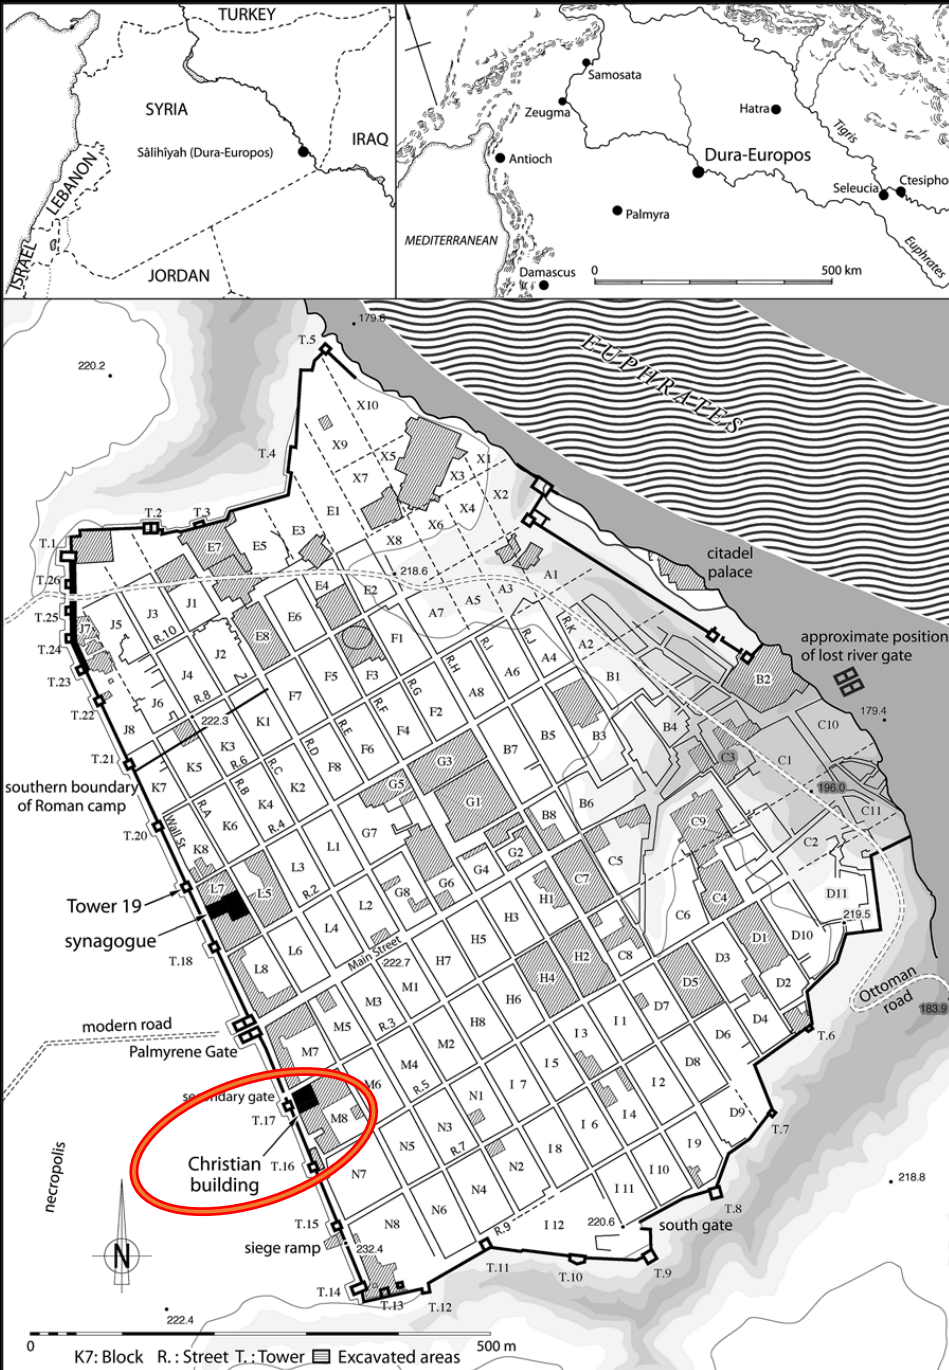 TURKEY
SYRIA
IRAQ
Sâlihîyah (Dura-Europos)
LEBANON
ISRAEL
JORDAN
Samosata
Zeugma
Hatra
Tigris
Antioch
Dura-Europos
Seleucia
Ctesipho
Palmyra
MEDITERRANEAN
Euphrates
Damascus
0
500 km
179.6
T.5
220.2
EUPHRATES
X10
T.4
X9
X5
X1
X7
X3
X2
T.2
T.3
E1
X4
E3
X6
T.1
E7
E5
X8
citadel
palace
218.6
A1
T.26
E4
E2
A3
J3
J1
A5
T.25
J5
E6
A7
J7
R.10
E8
F1
R.I
R.J
R.K
A2
approximate position
of lost river gate
T.24
J2
R.H
A4
T.23
J4
F5
F3
A6
B1
B2
R.8
R.G
A8
J6
F7
R.F
F2
T.22
222.3
179.4
J8
K1
R.E
F4
B4
C10
K3
R.D
F6
B5
B3
T.21
R.6
R.C
F8
B7
G3
C3
C1
K5
southern boundary
of Roman camp
K7
R.B
K2
G5
196.0
R.A
K4
G1
B6
C11
Wall St
K6
R.4
G7
B8
C9
T.20
L1
C2
K8
G2
C5
L3
G4
C7
L7
L5
R.2
G8
G6
H1
C4
D11
Tower 19
L2
H3
C6
219.5
synagogue
L4
Main Street
H5
D1
D10
T.18
L6
H7
C8
H2
D3
L8
222.7
H4
D5
D2
Ottoman
road
M1
M3
H6
D7
183.9
modern road
M5
R.3
H8
I 1
D4
T.6
Palmyrene Gate
M2
I 3
D6
M7
M4
I 5
D8
secondary gate
M6
R.5
I 7
I 2
T.17
M8
N1
I 4
D9
N3
I 6
T.7
Christian
building
T.16
N5
R.7
I 8
I 9
necropolis
N7
N2
I 10
218.8
N4
I 11
T.8
T.15
N8
N6
R.9
I 12
220.6
south gate
siege ramp
232.4
N
T.11
T.10
T.9
T.14
T.13
T.12
222.4
0
500 m
K7: Block R. : Street T. : Tower Excavated areas